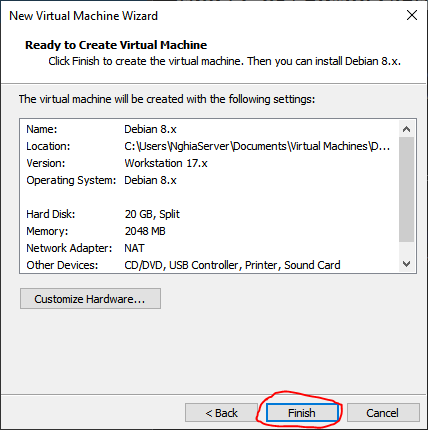 New Virtual Machine Wizard
Ready to Create Virtual Machine
Click Finish to create the virtual machine. Then you can install Debian 8.x.
The virtual machine will be created with the following settings:
Name: Debian 8.x
Location: C:\Users\NghiaServer\Documents\Virtual Machines\D...
Version: Workstation 17.x
Operating System: Debian 8.x
Hard Disk: 20 GB, Split
Memory: 2048 MB
Network Adapter: NAT
Other Devices: CD/DVD, USB Controller, Printer, Sound Card
Customize Hardware...
< Back Finish Cancel